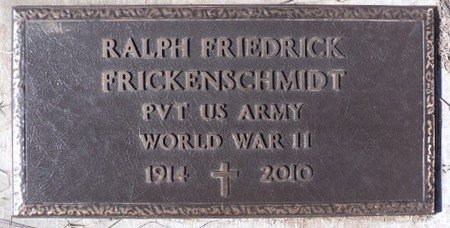 RALPH FRIEDRICK
FRICKENSCHMIDT
PVT US ARMY
WORLD WAR II
1914 2010